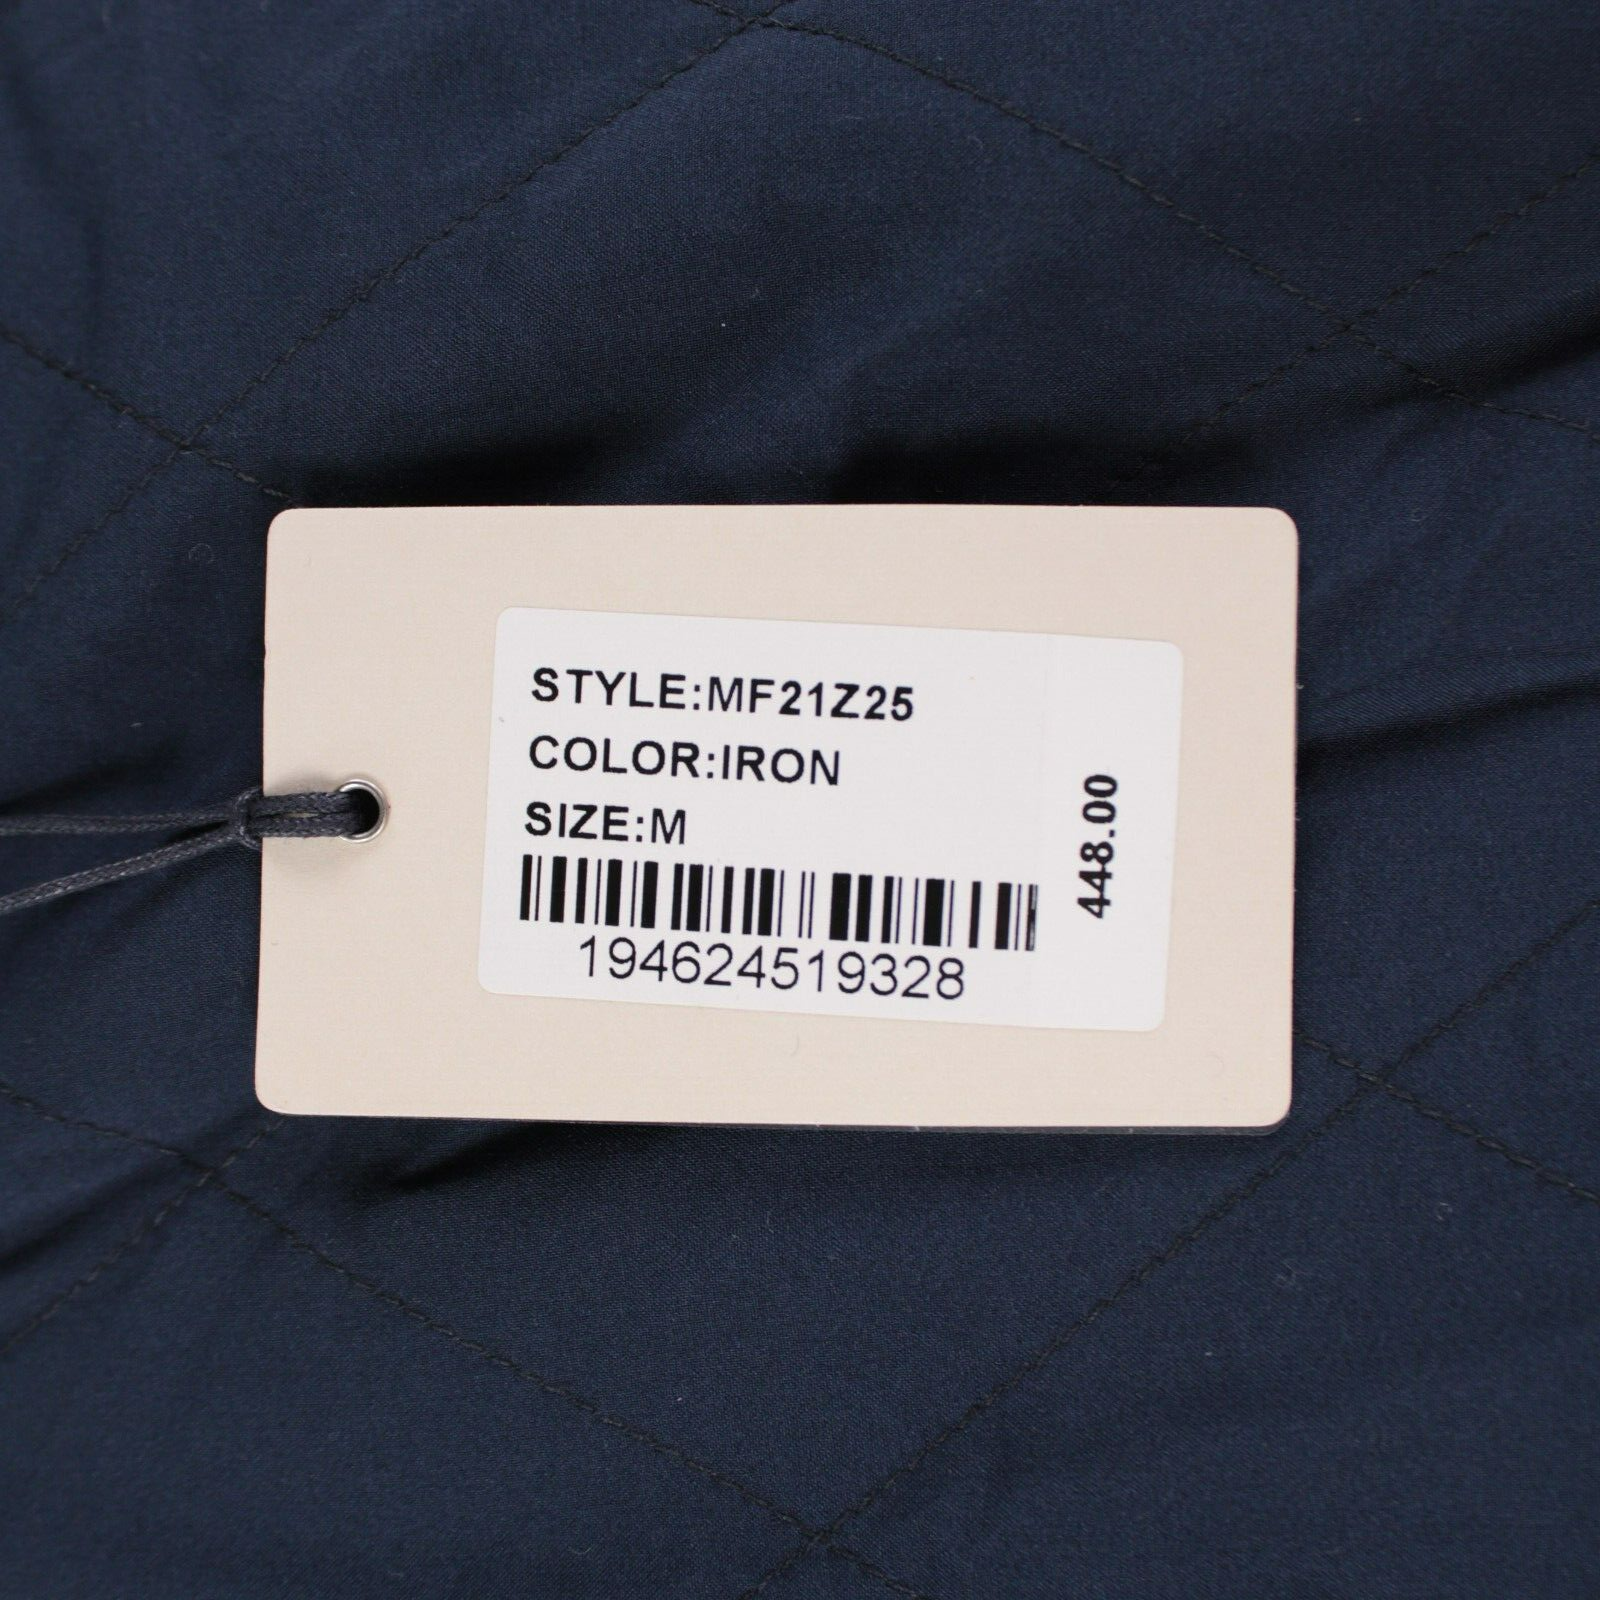 STYLE:MF21Z25
COLOR:IRON
SIZE:M
194624519328
448.00